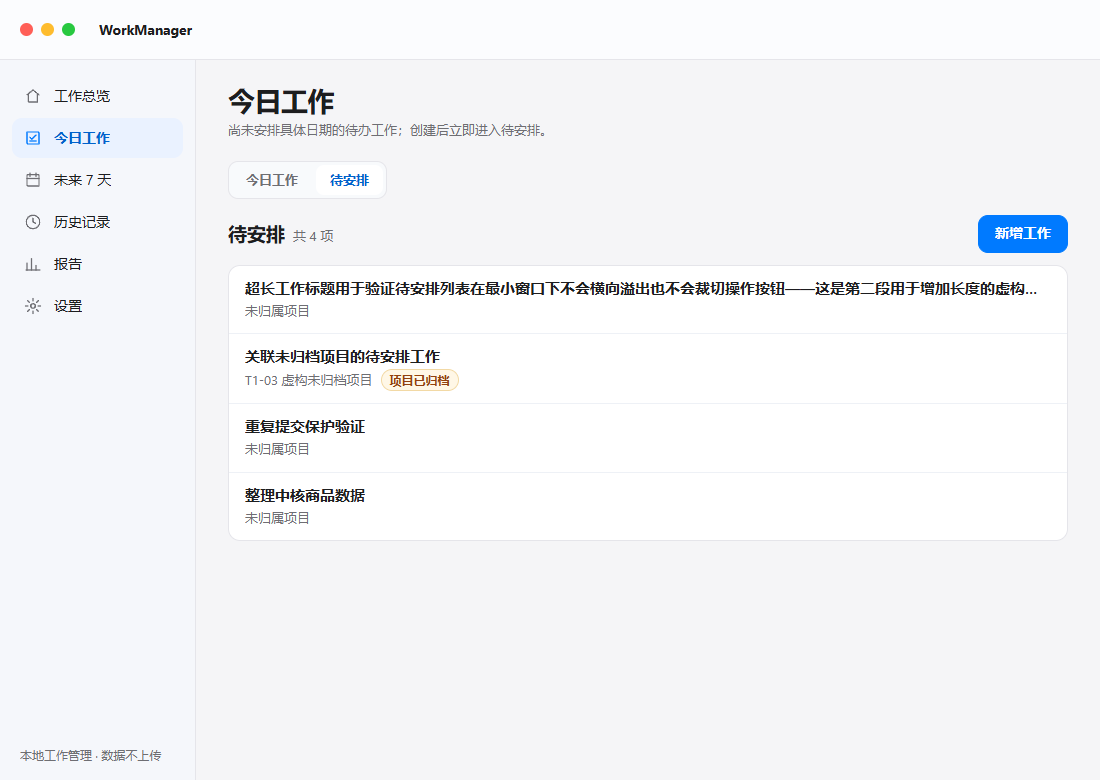 WorkManager
工作总览
今日工作
未来 7 天
历史记录
报告
设置
本地工作管理 · 数据不上传
今日工作
尚未安排具体日期的待办工作；创建后立即进入待安排。
今日工作 待安排
待安排 共 4 项 新增工作
超长工作标题用于验证待安排列表在最小窗口下不会横向溢出也不会裁切操作按钮——这是第二段用于增加长度的虚构...
未归属项目
关联未归档项目的待安排工作
T1-03 虚构未归档项目 项目已归档
重复提交保护验证
未归属项目
整理中核商品数据
未归属项目